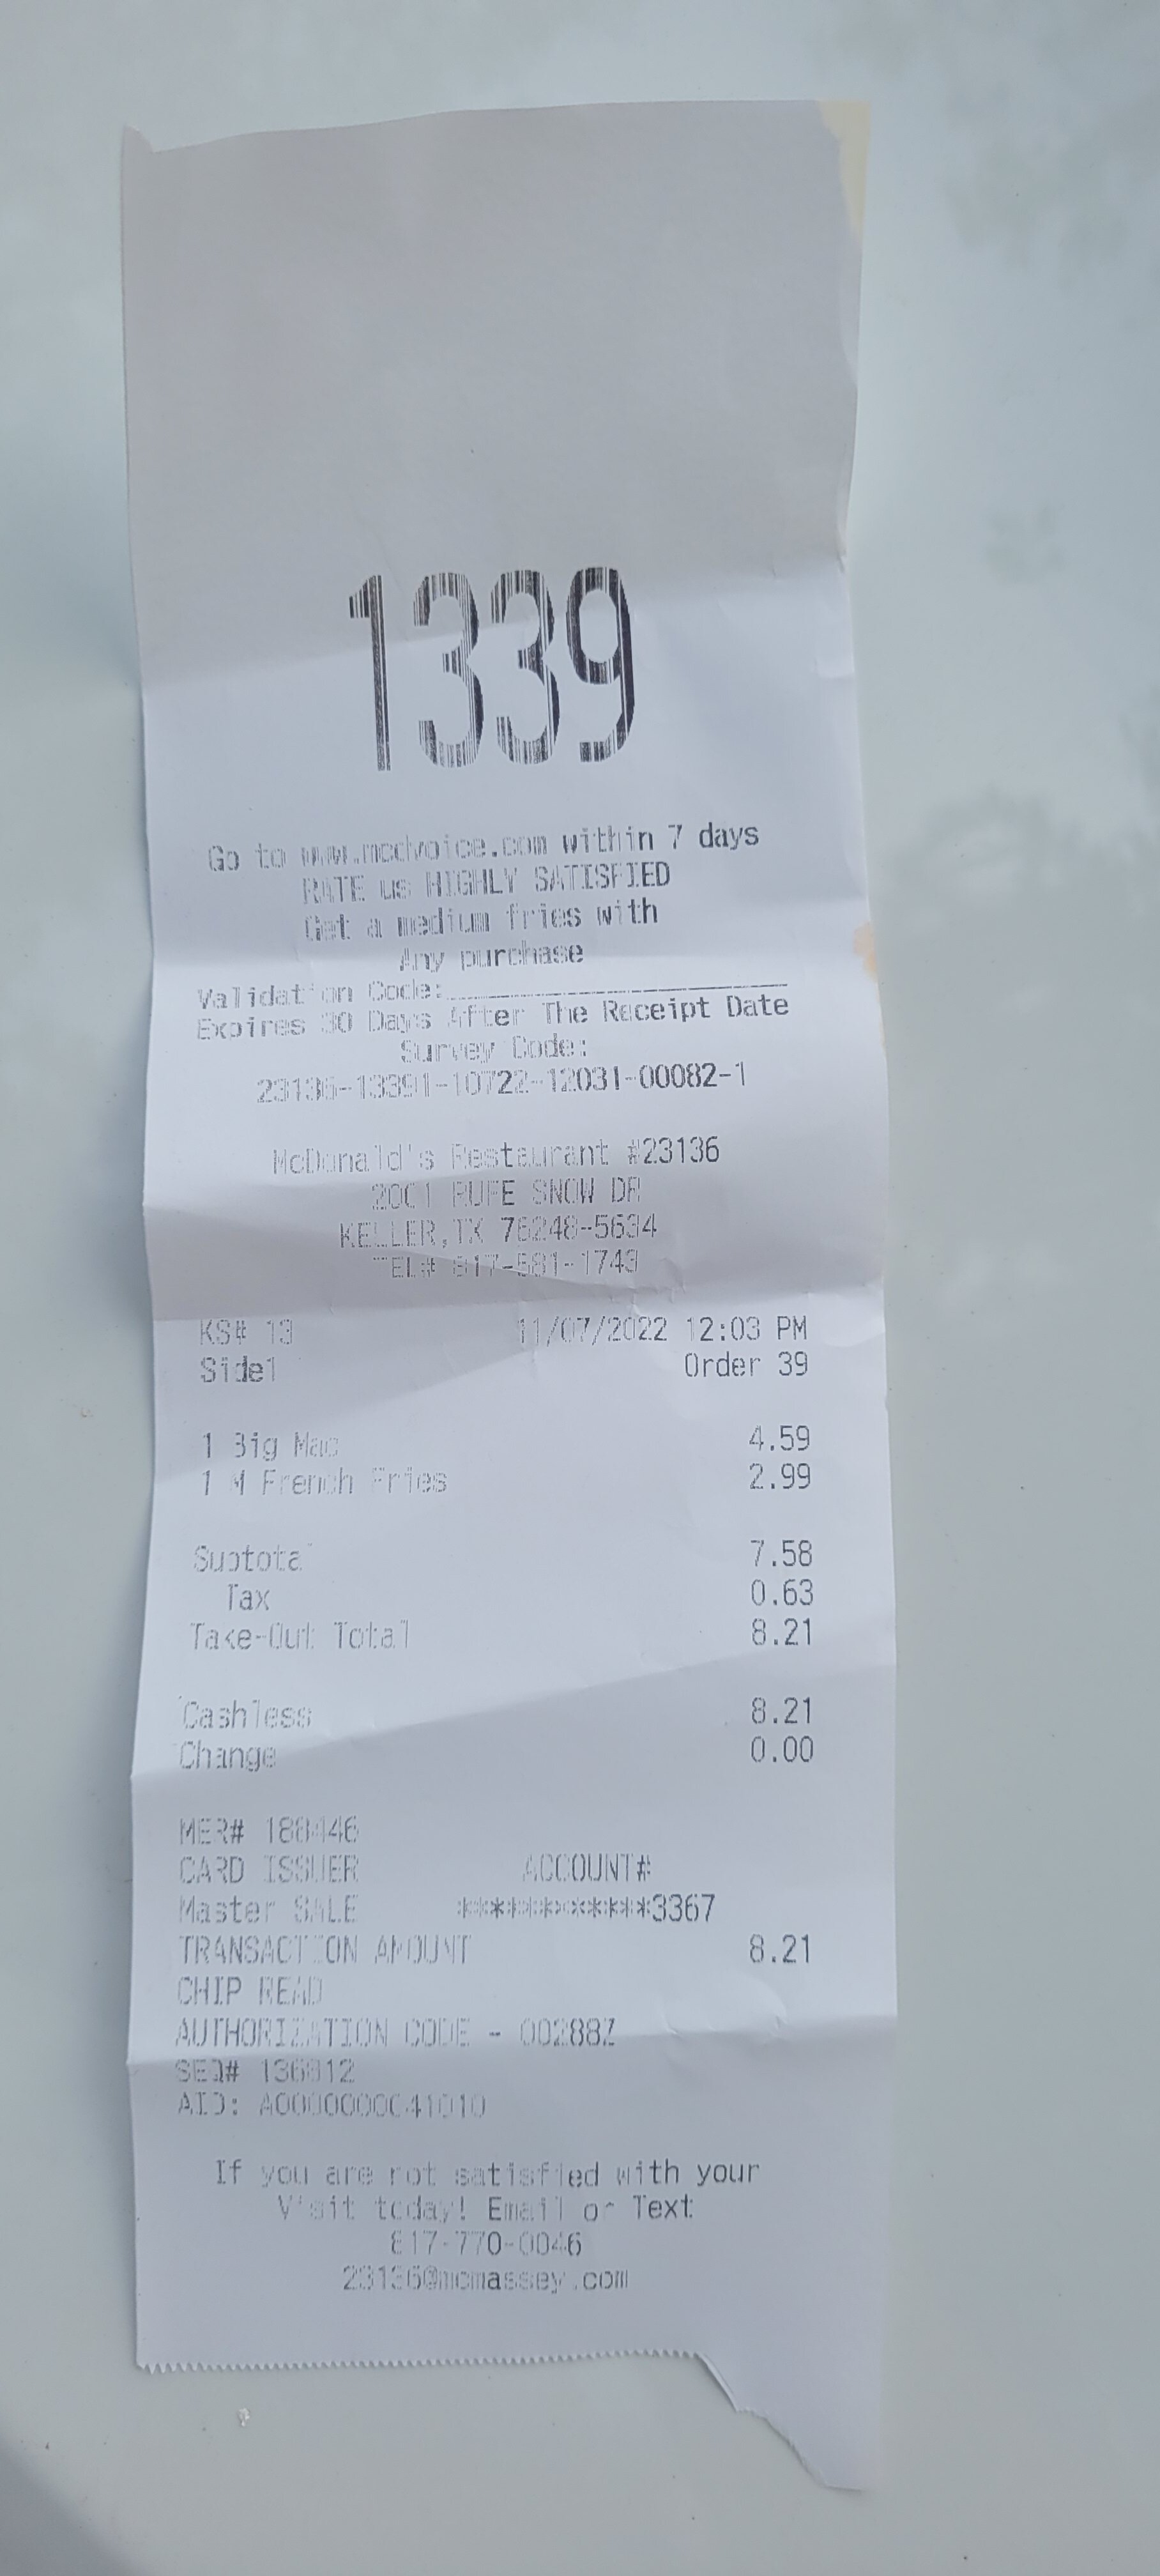 1339
Go to www.mcdvoice.com within 7 days
RATE us HIGHLY SATISFIED
Get a medium fries with
Any purchase
Validation Code:
Expires 30 Days After The Receipt Date
Survey Code:
23136-13391-10722-12031-00082-1
McDonald's Restaurant #23136
2001 RUFE SNOW DR
KELLER,TX 76248-5634
TEL# 817-581-1743
KS# 13 11/07/2022 12:03 PM
Side1 Order 39
1 Big Mac 4.59
1 M French Fries 2.99
Subtotal 7.58
Tax 0.63
Take-Out Total 8.21
Cashless 8.21
Change 0.00
MER#
CARD ISSUER ACCOUNT#
Master SALE ************3367
TRANSACTION AMOUNT 8.21
CHIP READ
AUTHORIZATION CODE - 00288Z
SEQ#
AID: A0000000041010
If you are not satisfied with your
Visit today! Email or Text
817-770-0046
23136@mcmassey.com